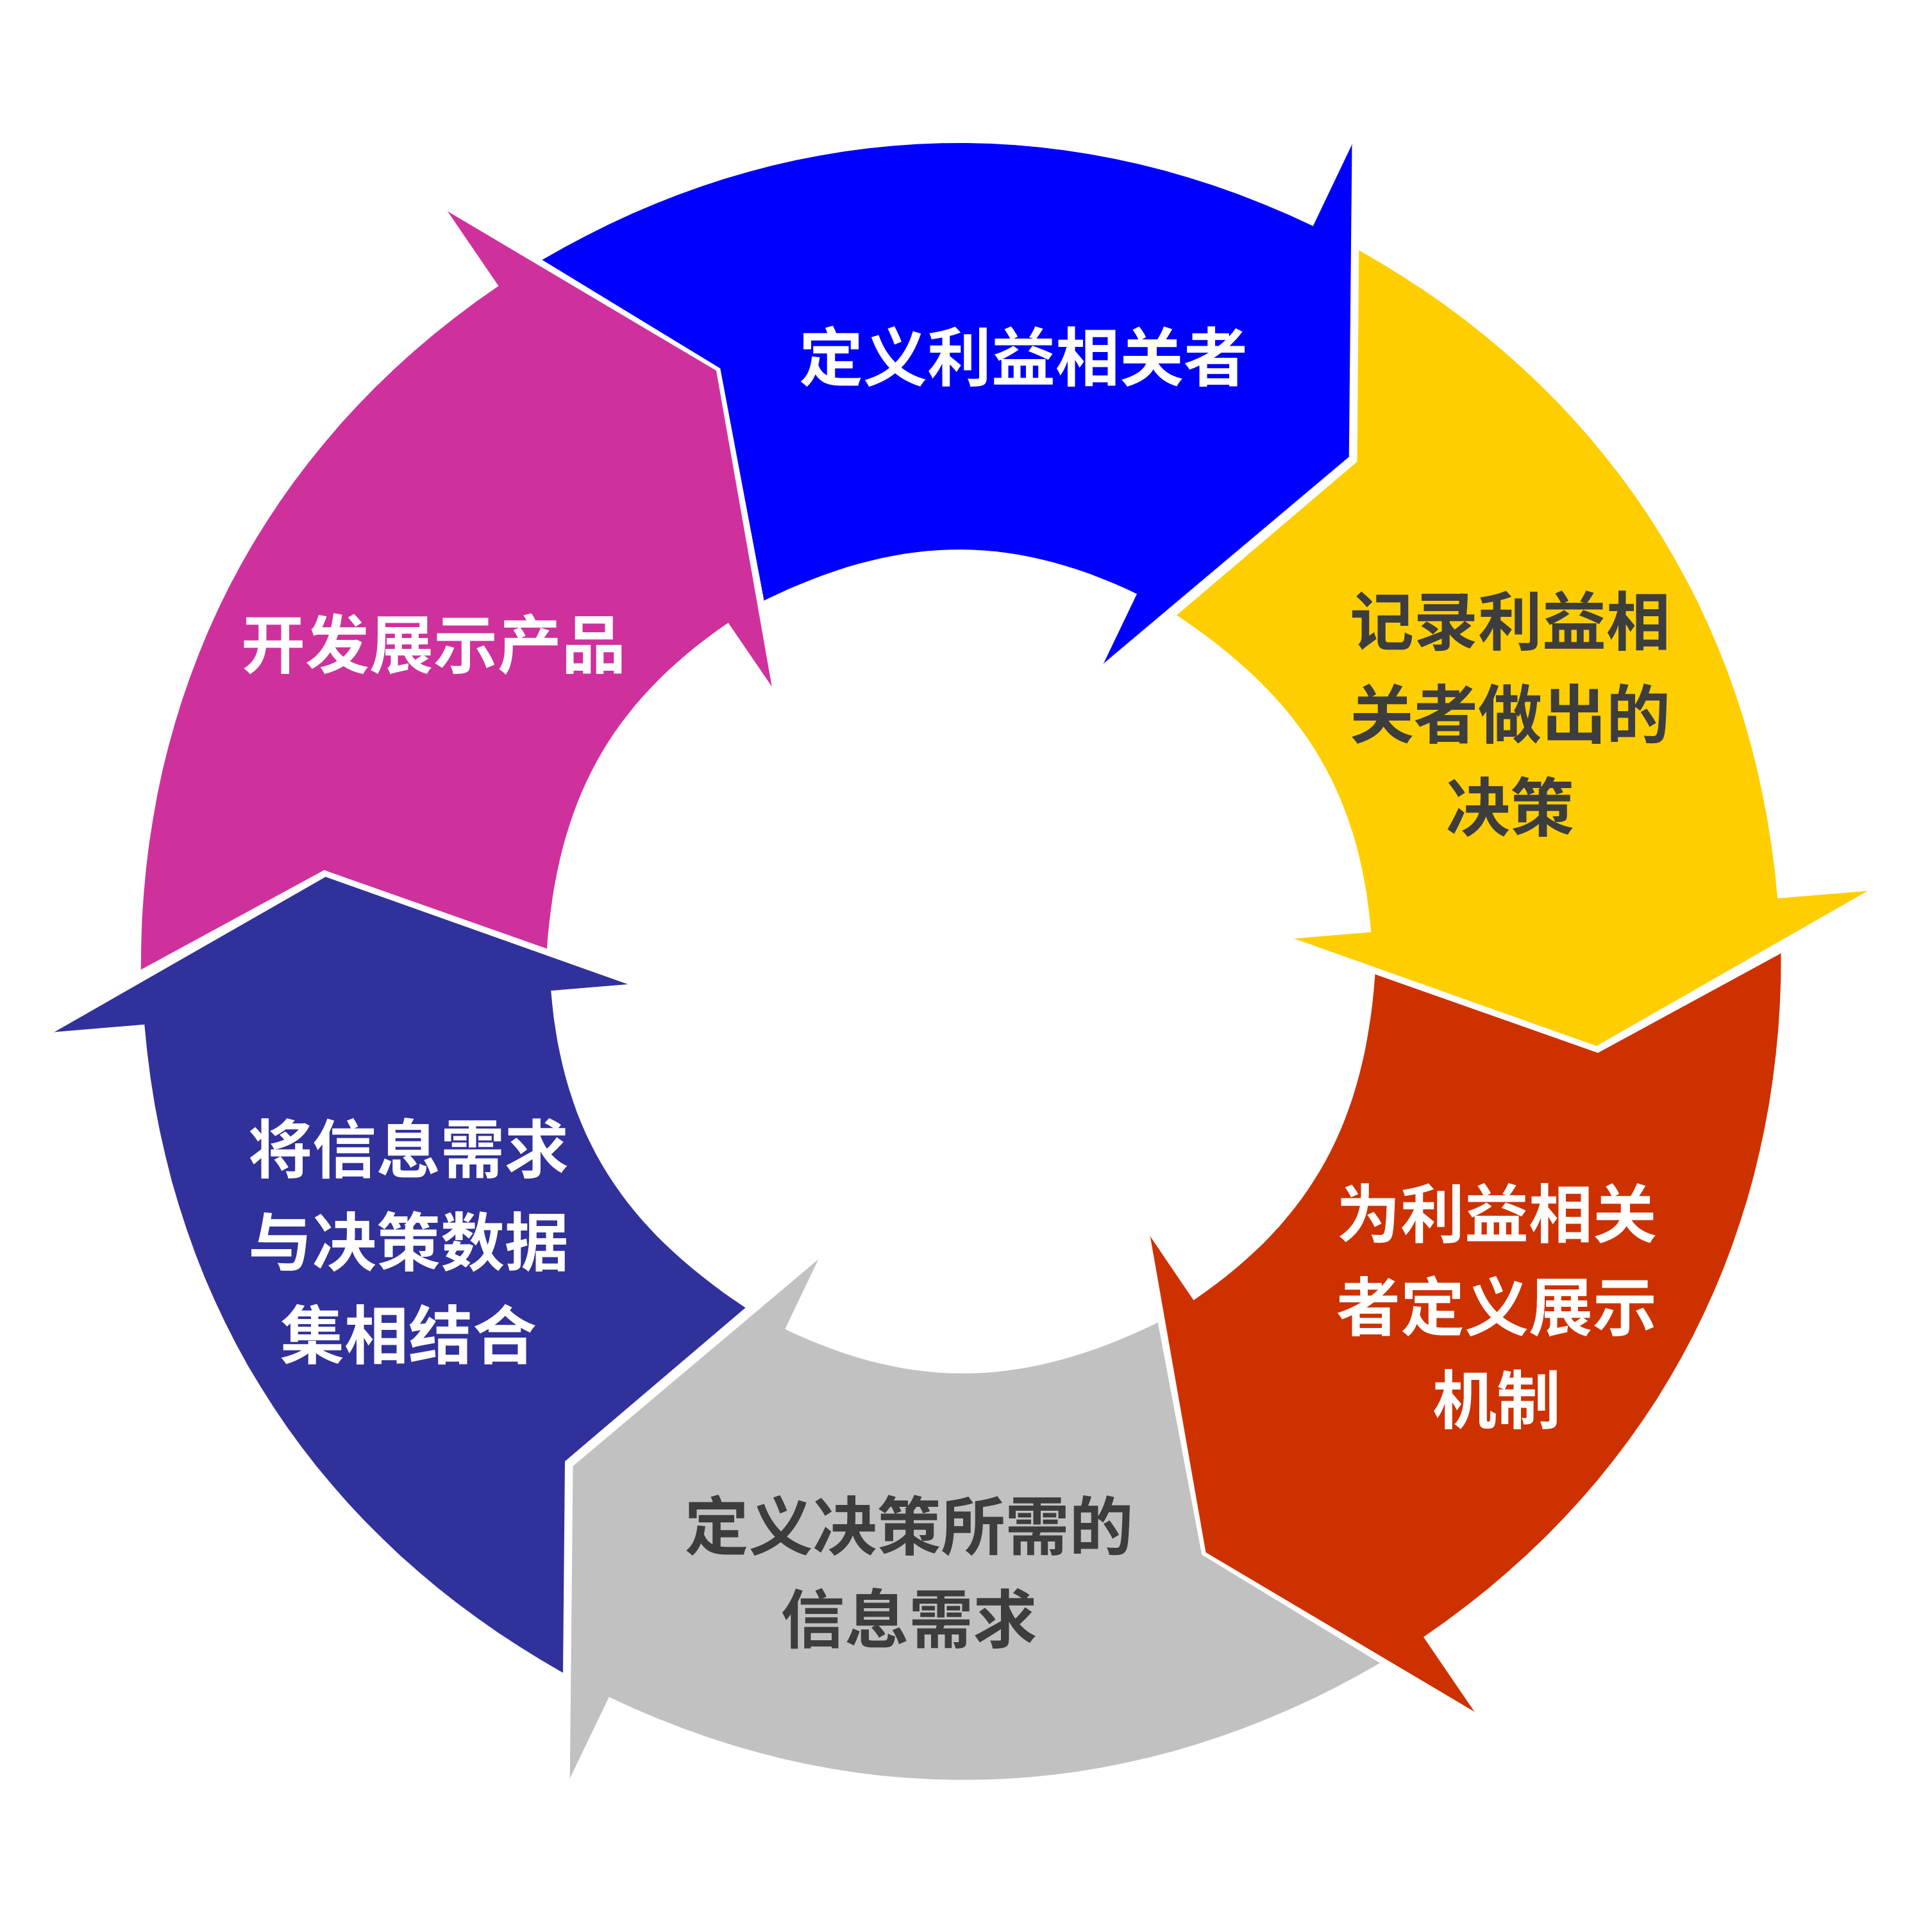 定义利益相关者
记录利益相
关者做出的
决策
为利益相关
者定义展示
机制
定义决策所需的
信息需求
将信息需求
与决策数据
集相结合
开发展示产品